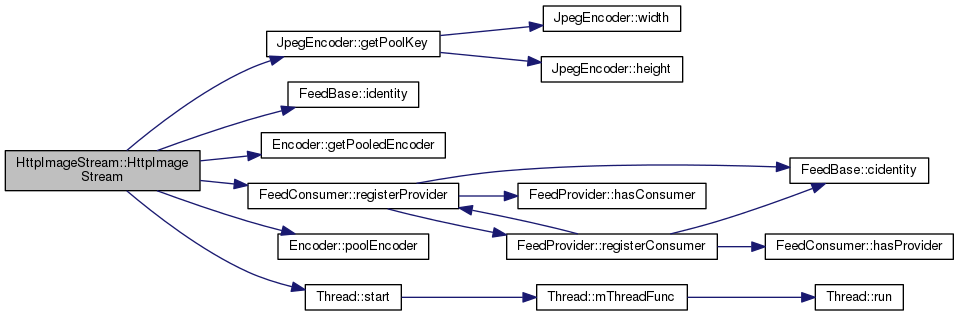 HttpImageStream::HttpImage
Stream
JpegEncoder::getPoolKey
JpegEncoder::width
JpegEncoder::height
FeedBase::identity
Encoder::getPooledEncoder
FeedConsumer::registerProvider
FeedBase::cidentity
FeedProvider::hasConsumer
FeedProvider::registerConsumer
FeedConsumer::hasProvider
Encoder::poolEncoder
Thread::start
Thread::mThreadFunc
Thread::run